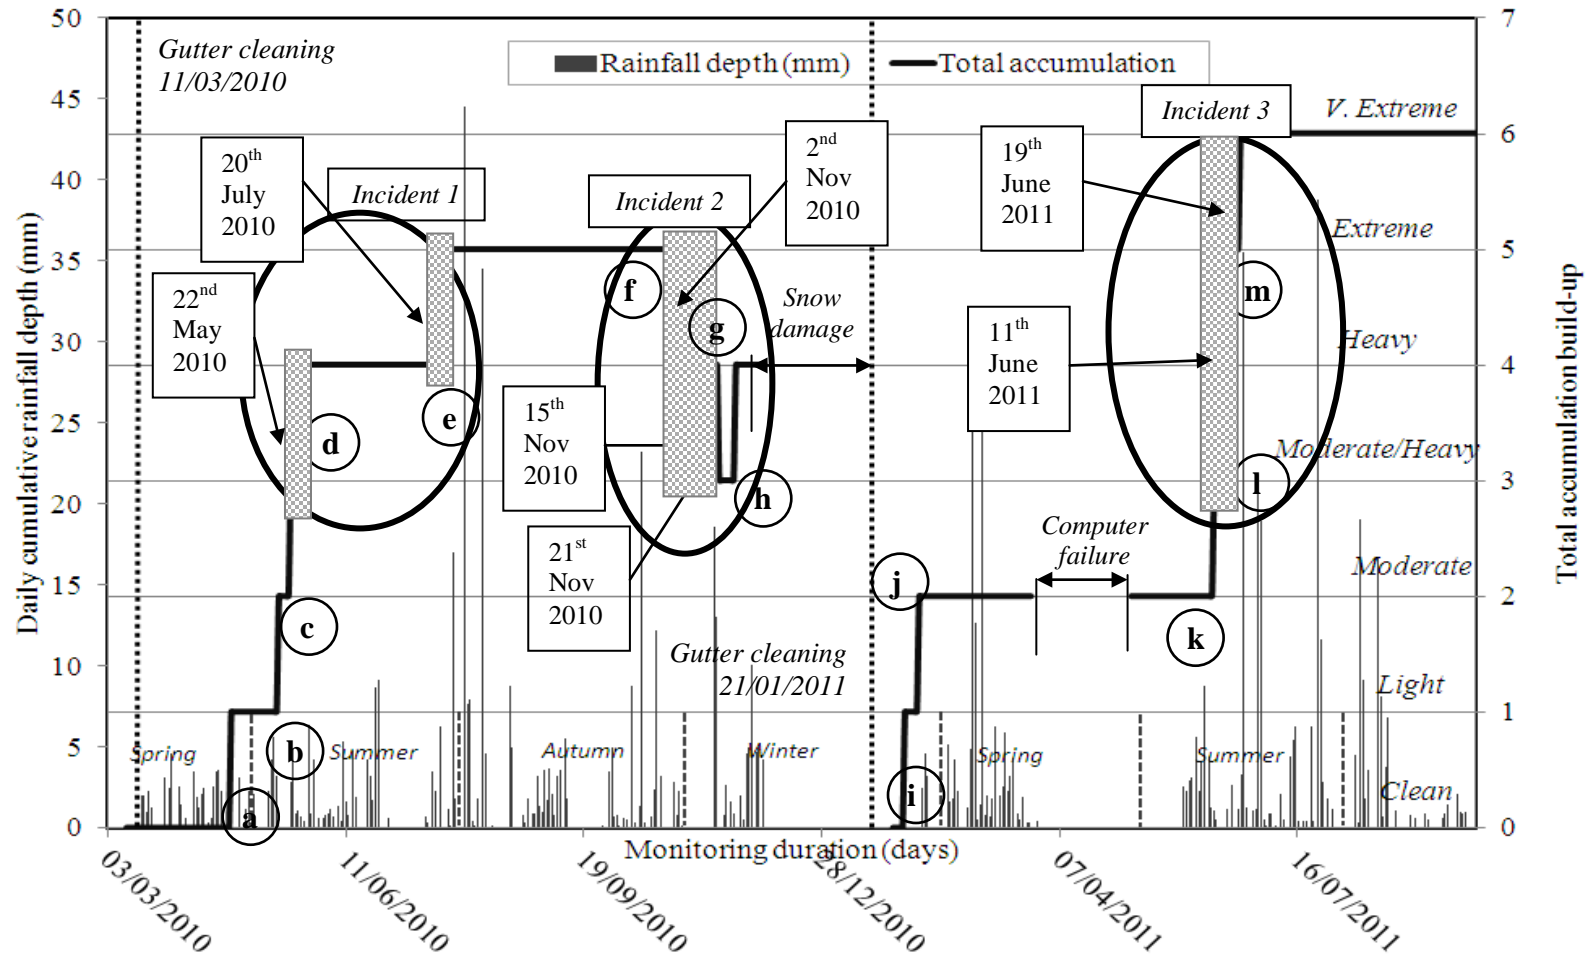 Gutter cleaning
11/03/2010
Rainfall depth (mm)
Total accumulation
50
45
40
35
30
25
20
15
10
5
0
7
6
5
4
3
2
1
0
Daily cumulative rainfall depth (mm)
Total accumulation build-up
V. Extreme
Extreme
Heavy
Moderate/Heavy
Moderate
Light
Clean
20th
July
2010
Incident 1
22nd
May
2010
Incident 2
2nd
Nov
2010
15th
Nov
2010
21st
Nov
2010
Snow
damage
Incident 3
19th
June
2011
11th
June
2011
Computer
failure
Gutter cleaning
21/01/2011
a
b
c
d
e
f
g
h
i
j
k
l
m
Spring
Summer
Autumn
Winter
Spring
Summer
Monitoring duration (days)
03/03/2010
11/06/2010
19/09/2010
28/12/2010
07/04/2011
16/07/2011